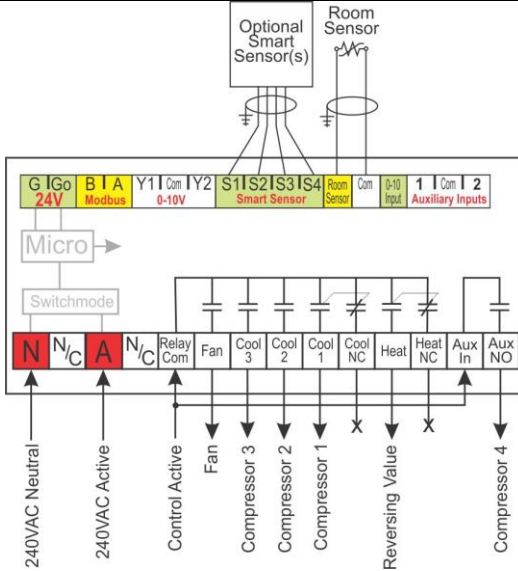 Optional
Smart
Sensor(s)
Room
Sensor
G Go B A Y1 Com Y2 S1 S2 S3 S4 Room Sensor Com 0-10 Input 1 Com 2
24V Modbus 0-10V Smart Sensor Auxiliary Inputs
Micro
Switchmode
N N/C A N/C Relay Com Fan Cool 3 Cool 2 Cool 1 Cool NC Heat Heat NC Aux In Aux NO
X X
240VAC Neutral
240VAC Active
Control Active
Fan
Compressor 3
Compressor 2
Compressor 1
Reversing Value
Compressor 4